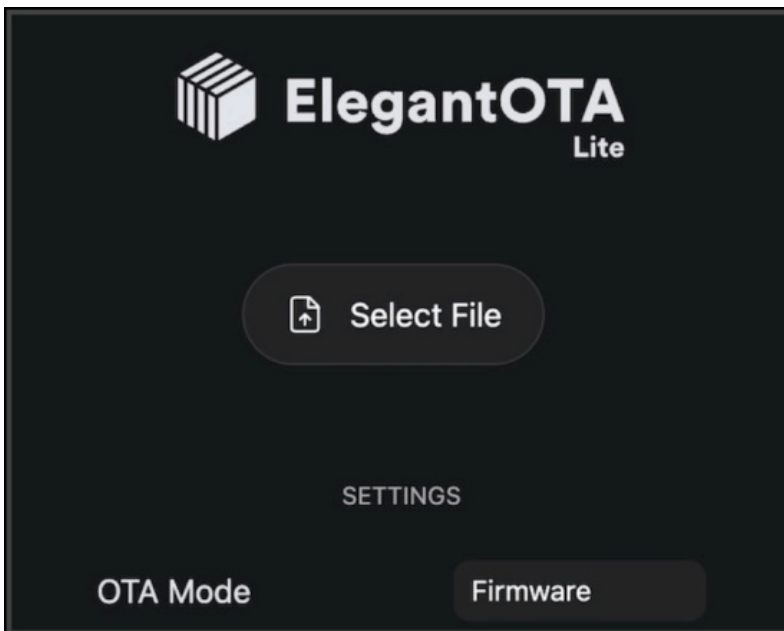 ElegantOTA
Lite
Select File
SETTINGS
OTA Mode Firmware